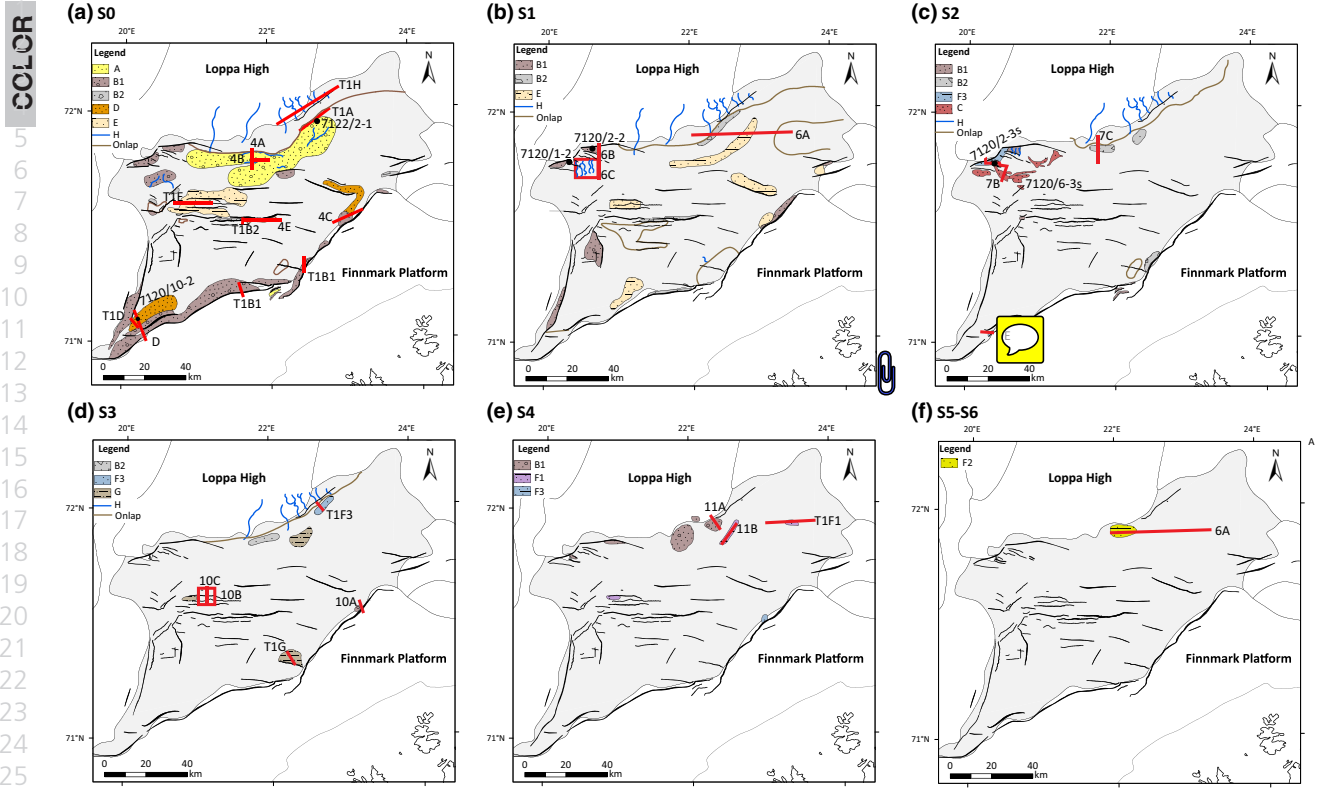 COLOR
5
6
7
8
9
10
11
12
13
14
15
16
17
18
19
20
21
22
23
24
25
(a) S0
20°E
22°E
24°E
72°N
71°N
Legend
A
B1
B2
D
E
H
Onlap
Loppa High
N
T1H
T1A
7122/2-1
4A
4B
T1E
4C
T1B2
4E
Finnmark Platform
T1B1
T1B1
7120/10-2
T1D
D
0 20 40
km
(b) S1
20°E
22°E
24°E
72°N
71°N
Legend
B1
B2
E
H
Onlap
Loppa High
N
7120/2-2
7120/1-2
6B
6C
6A
Finnmark Platform
0 20 40
km
(c) S2
20°E
22°E
24°E
72°N
71°N
Legend
B1
B2
F3
C
H
Onlap
Loppa High
N
7120/2-3s
7C
7B
7120/6-3s
Finnmark Platform
0 20 40
km
(d) S3
20°E
22°E
24°E
72°N
71°N
Legend
B2
F3
G
H
Onlap
Loppa High
N
T1F3
10C
10B
10A
T1G
Finnmark Platform
0 20 40
km
(e) S4
20°E
22°E
24°E
72°N
71°N
Legend
B1
F1
F3
Loppa High
N
11A
11B
T1F1
Finnmark Platform
0 20 40
km
(f) S5-S6
20°E
22°E
24°E
72°N
71°N
Legend
F2
Loppa High
N
6A
Finnmark Platform
0 20 40
km
A